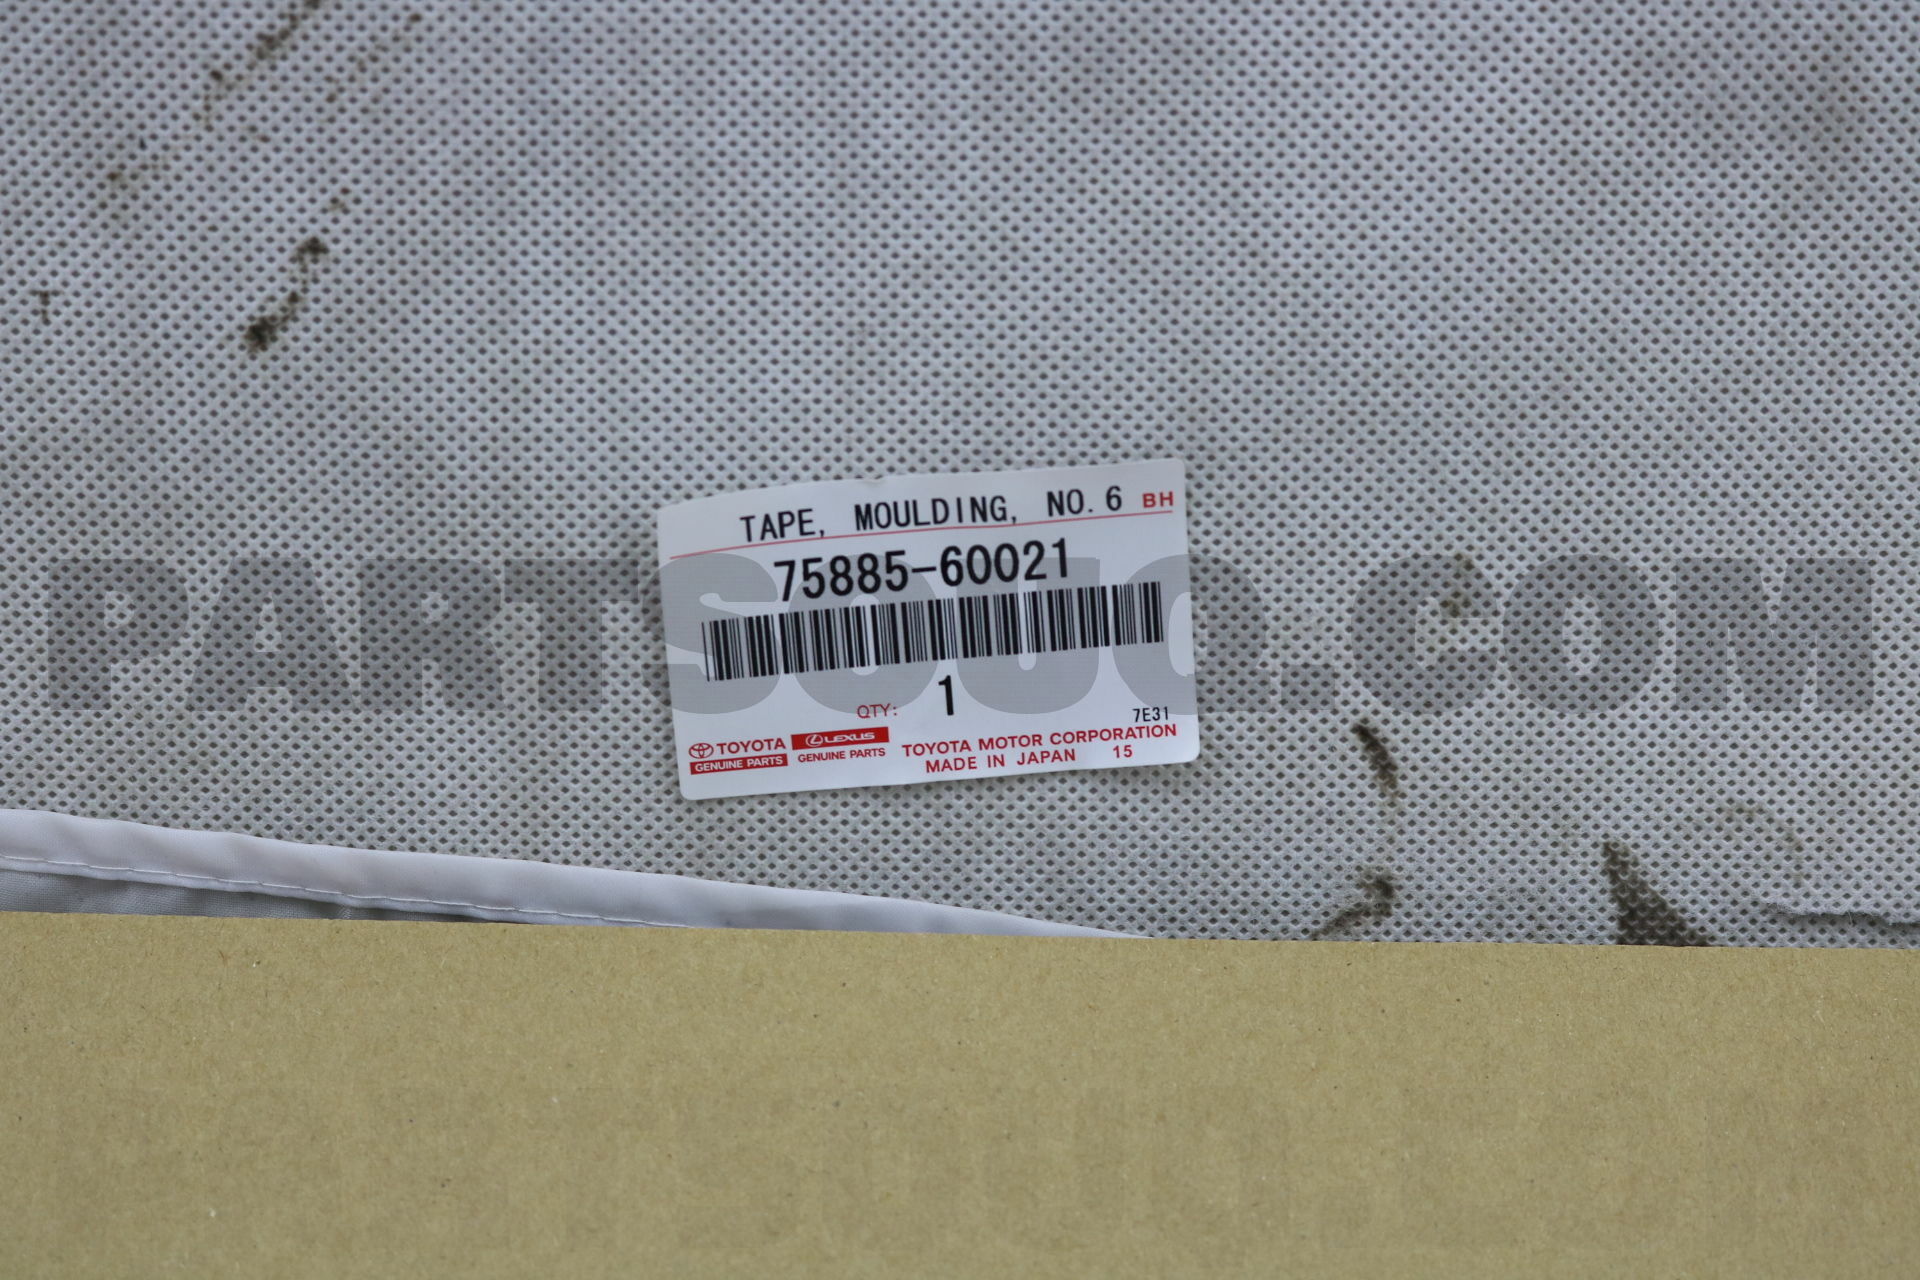 TAPE, MOULDING, NO.6 BH
75885-60021
PARTSOUQ.COM
QTY: 1
7E31
TOYOTA
GENUINE PARTS
LEXUS
GENUINE PARTS
TOYOTA MOTOR CORPORATION
MADE IN JAPAN 15